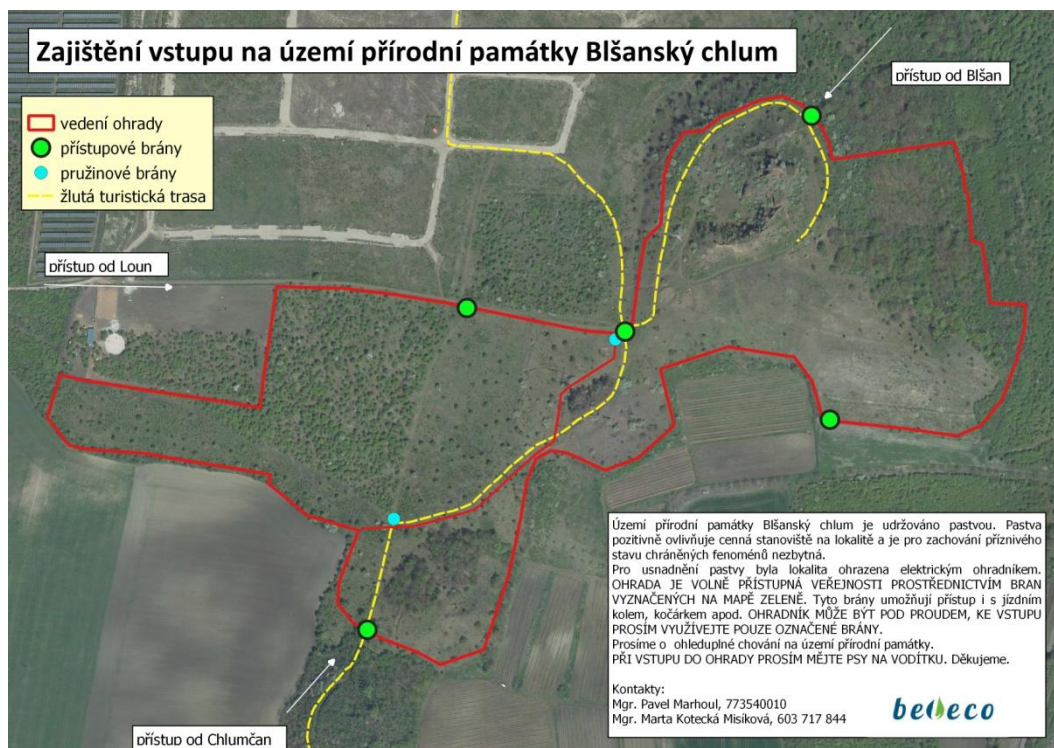 Zajištění vstupu na území přírodní památky Blšanský chlum
přístup od Blšan
vedení ohrady
přístupové brány
pružinové brány
žlutá turistická trasa
přístup od Loun
Území přírodní památky Blšanský chlum je udržováno pastvou. Pastva
pozitivně ovlivňuje cenná stanoviště na lokalitě a je pro zachování příznivého
stavu chráněných fenoménů nezbytná.
Pro usnadnění pastvy byla lokalita ohrazena elektrickým ohradníkem.
OHRADA JE VOLNĚ PŘÍSTUPNÁ VEŘEJNOSTI PROSTŘEDNICTVÍM BRAN
VYZNAČENÝCH NA MAPĚ ZELENĚ. Tyto brány umožňují přístup i s jízdním
kolem, kočárkem apod. OHRADNÍK MŮŽE BÝT POD PROUDEM, KE VSTUPU
PROSÍM VYUŽÍVEJTE POUZE OZNAČENÉ BRÁNY.
Prosíme o ohleduplné chování na území přírodní památky.
PŘI VSTUPU DO OHRADY PROSÍM MĚJTE PSY NA VODÍTKU. Děkujeme.
Kontakty:
Mgr. Pavel Marhoul, 773540010
Mgr. Marta Kotecká Misíková, 603 717 844
beleco
přístup od Chlumčan